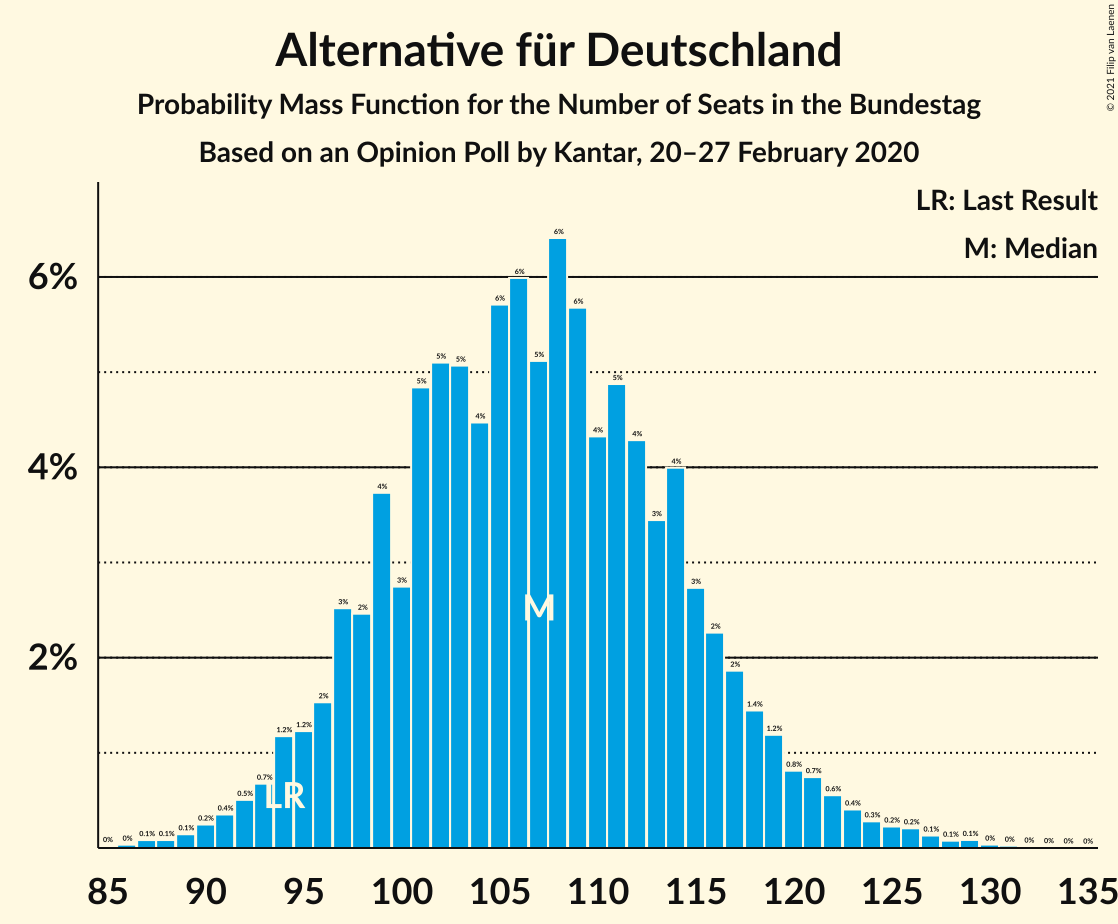 Alternative für Deutschland
Probability Mass Function for the Number of Seats in the Bundestag
Based on an Opinion Poll by Kantar, 20–27 February 2020
© 2021 Filip van Laenen
LR: Last Result
M: Median
6%
4%
2%
0% 0% 0.1% 0.1% 0.1% 0.2% 0.4% 0.5% 0.7% 1.2% 1.2% 2% 3% 2% 4% 3% 5% 5% 5% 4% 6% 6% 5% 6% 6% 4% 5% 4% 3% 4% 3% 2% 2% 1.4% 1.2% 0.8% 0.7% 0.6% 0.4% 0.3% 0.2% 0.2% 0.1% 0.1% 0.1% 0% 0% 0% 0% 0% 0%
M
LR
85 90 95 100 105 110 115 120 125 130 135